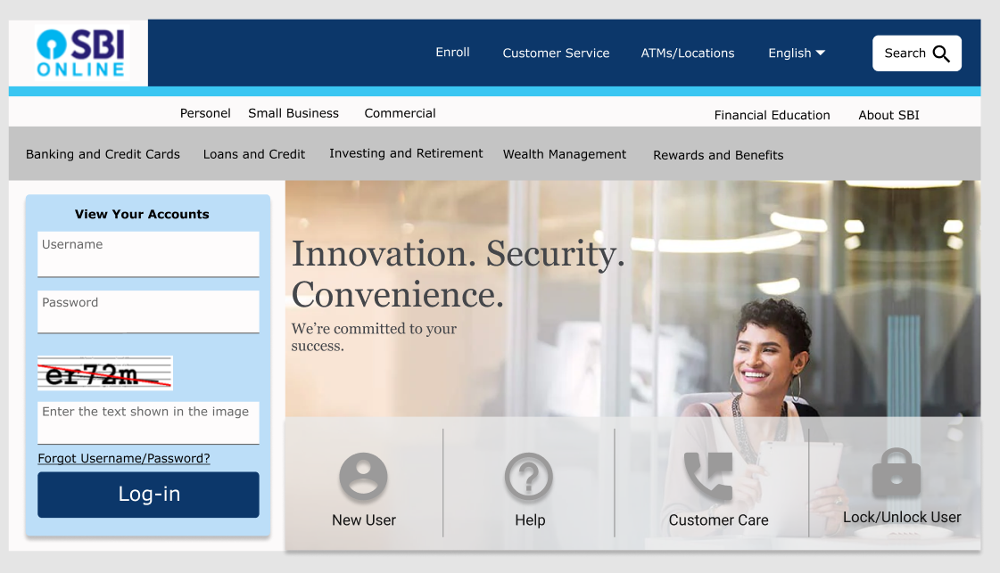 SBI
ONLINE
Enroll
Customer Service
ATMs/Locations
English
Search
Personel
Small Business
Commercial
Financial Education
About SBI
Banking and Credit Cards
Loans and Credit
Investing and Retirement
Wealth Management
Rewards and Benefits
View Your Accounts
Username
Password
er72m
Enter the text shown in the image
Forgot Username/Password?
Log-in
Innovation. Security.
Convenience.
We’re committed to your
success.
New User
Help
Customer Care
Lock/Unlock User